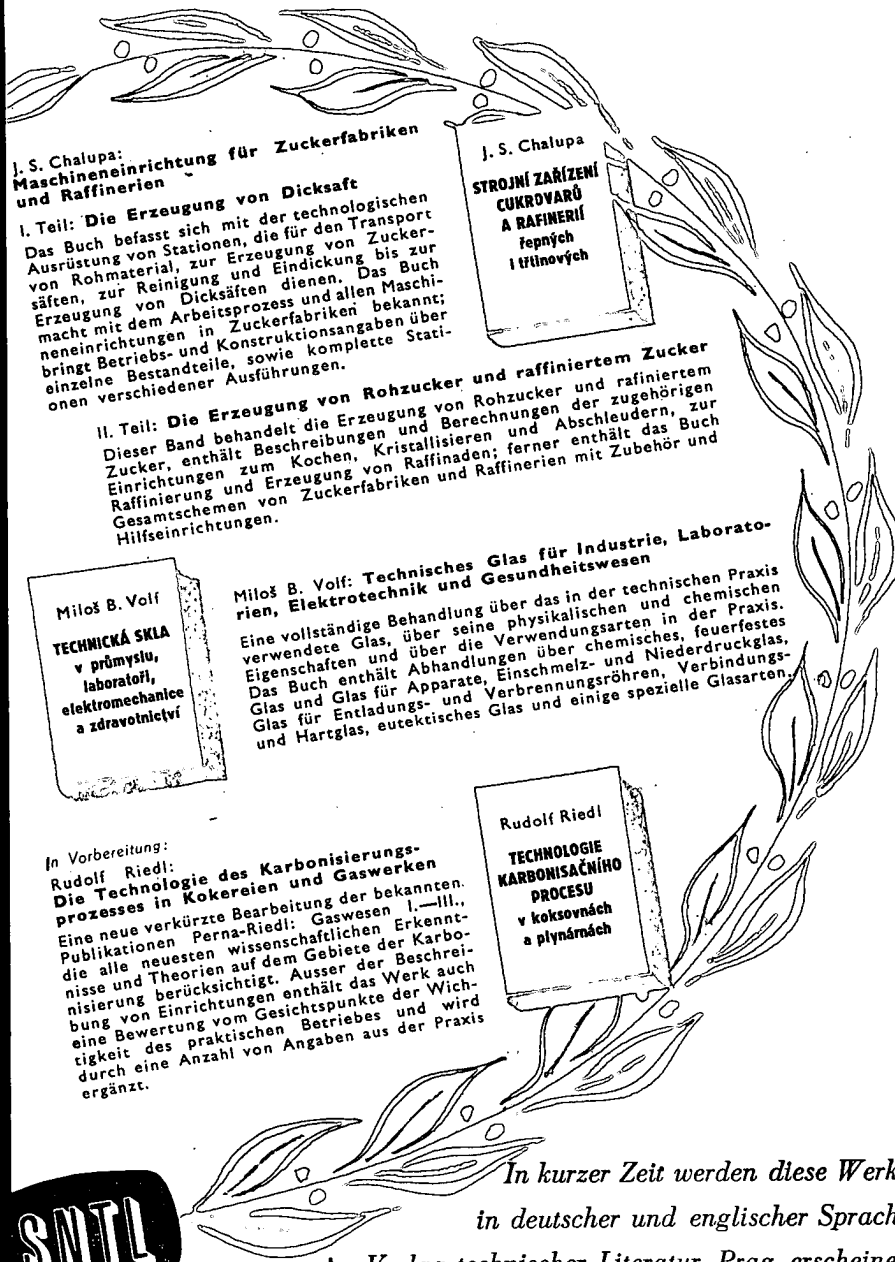 J. S. Chalupa:
Maschineneinrichtung für Zuckerfabriken
und Raffinerien
I. Teil: Die Erzeugung von Dicksaft
Das Buch befasst sich mit der technologischen
Ausrüstung von Stationen, die für den Transport
von Rohmaterial, zur Erzeugung von Zucker-
säften, zur Reinigung und Eindickung bis zur
Erzeugung von Dicksäften dienen. Das Buch
macht mit dem Arbeitsprozess und allen Maschi-
neneinrichtungen in Zuckerfabriken bekannt;
bringt Betriebs- und Konstruktionsangaben über
einzelne Bestandteile, sowie komplette Stati-
onen verschiedener Ausführungen.
J. S. Chalupa
STROJNÍ ZAŘÍZENÍ
CUKROVARŮ
A RAFINERIÍ
řepných
i třtinových
II. Teil: Die Erzeugung von Rohzucker und raffiniertem Zucker
Dieser Band behandelt die Erzeugung von Rohzucker und rafiniertem
Zucker, enthält Beschreibungen und Berechnungen der zugehörigen
Einrichtungen zum Kochen, Kristallisieren und Abschleudern, zur
Raffinierung und Erzeugung von Raffinaden; ferner enthält das Buch
Gesamtschemen von Zuckerfabriken und Raffinerien mit Zubehör und
Hilfseinrichtungen.
Miloš B. Volf
TECHNICKÁ SKLA
v průmyslu,
laboratoři,
elektromechanice
a zdravotnictví
Miloš B. Volf: Technisches Glas für Industrie, Laborato-
rien, Elektrotechnik und Gesundheitswesen
Eine vollständige Behandlung über das in der technischen Praxis
verwendete Glas, über seine physikalischen und chemischen
Eigenschaften und über die Verwendungsarten in der Praxis.
Das Buch enthält Abhandlungen über chemisches, feuerfestes
Glas und Glas für Apparate, Einschmelz- und Niederdruckglas,
Glas für Entladungs- und Verbrennungsröhren, Verbindungs-
und Hartglas, eutektisches Glas und einige spezielle Glasarten.
In Vorbereitung:
Rudolf Riedl:
Die Technologie des Karbonisierungs-
prozesses in Kokereien und Gaswerken
Eine neue verkürzte Bearbeitung der bekannten.
Publikationen Perna-Riedl: Gaswesen I.—III.,
die alle neuesten wissenschaftlichen Erkennt-
nisse und Theorien auf dem Gebiete der Karbo-
nisierung berücksichtigt. Ausser der Beschrei-
bung von Einrichtungen enthält das Werk auch
eine Bewertung vom Gesichtspunkte der Wich-
tigkeit des praktischen Betriebes und wird
durch eine Anzahl von Angaben aus der Praxis
ergänzt.
Rudolf Riedl
TECHNOLOGIE
KARBONISAČNÍHO
PROCESU
v koksovnách
a plynárnách
SNTL
In kurzer Zeit werden diese Werk
in deutscher und englischer Sprach
Verlag technischer Literatur, Prag, erscheine